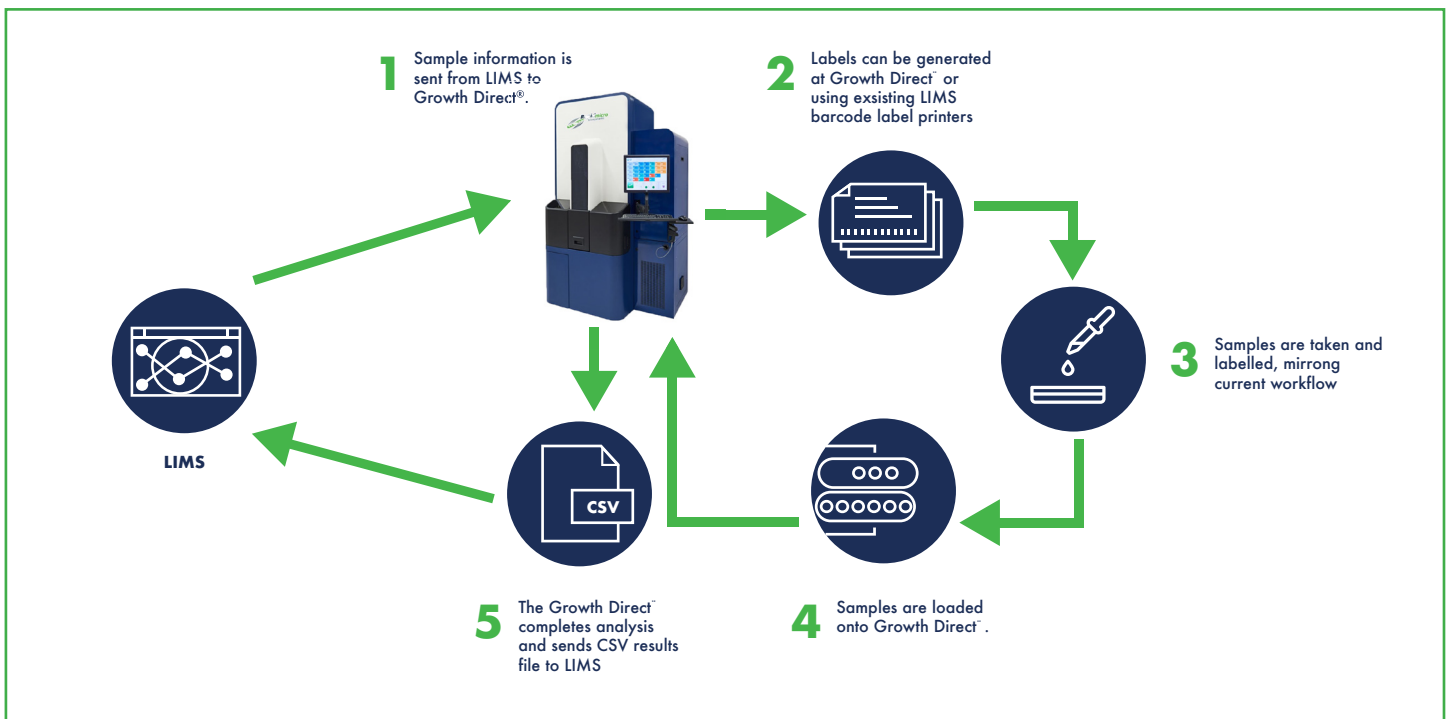 1
Sample information is
sent from LIMS to
Growth Direct®.
2
Labels can be generated
at Growth Direct™ or
using exsisting LIMS
barcode label printers
3
Samples are taken and
labelled, mirrong
current workflow
LIMS
CSV
5
The Growth Direct™
completes analysis
and sends CSV results
file to LIMS
4
Samples are loaded
onto Growth Direct™ .